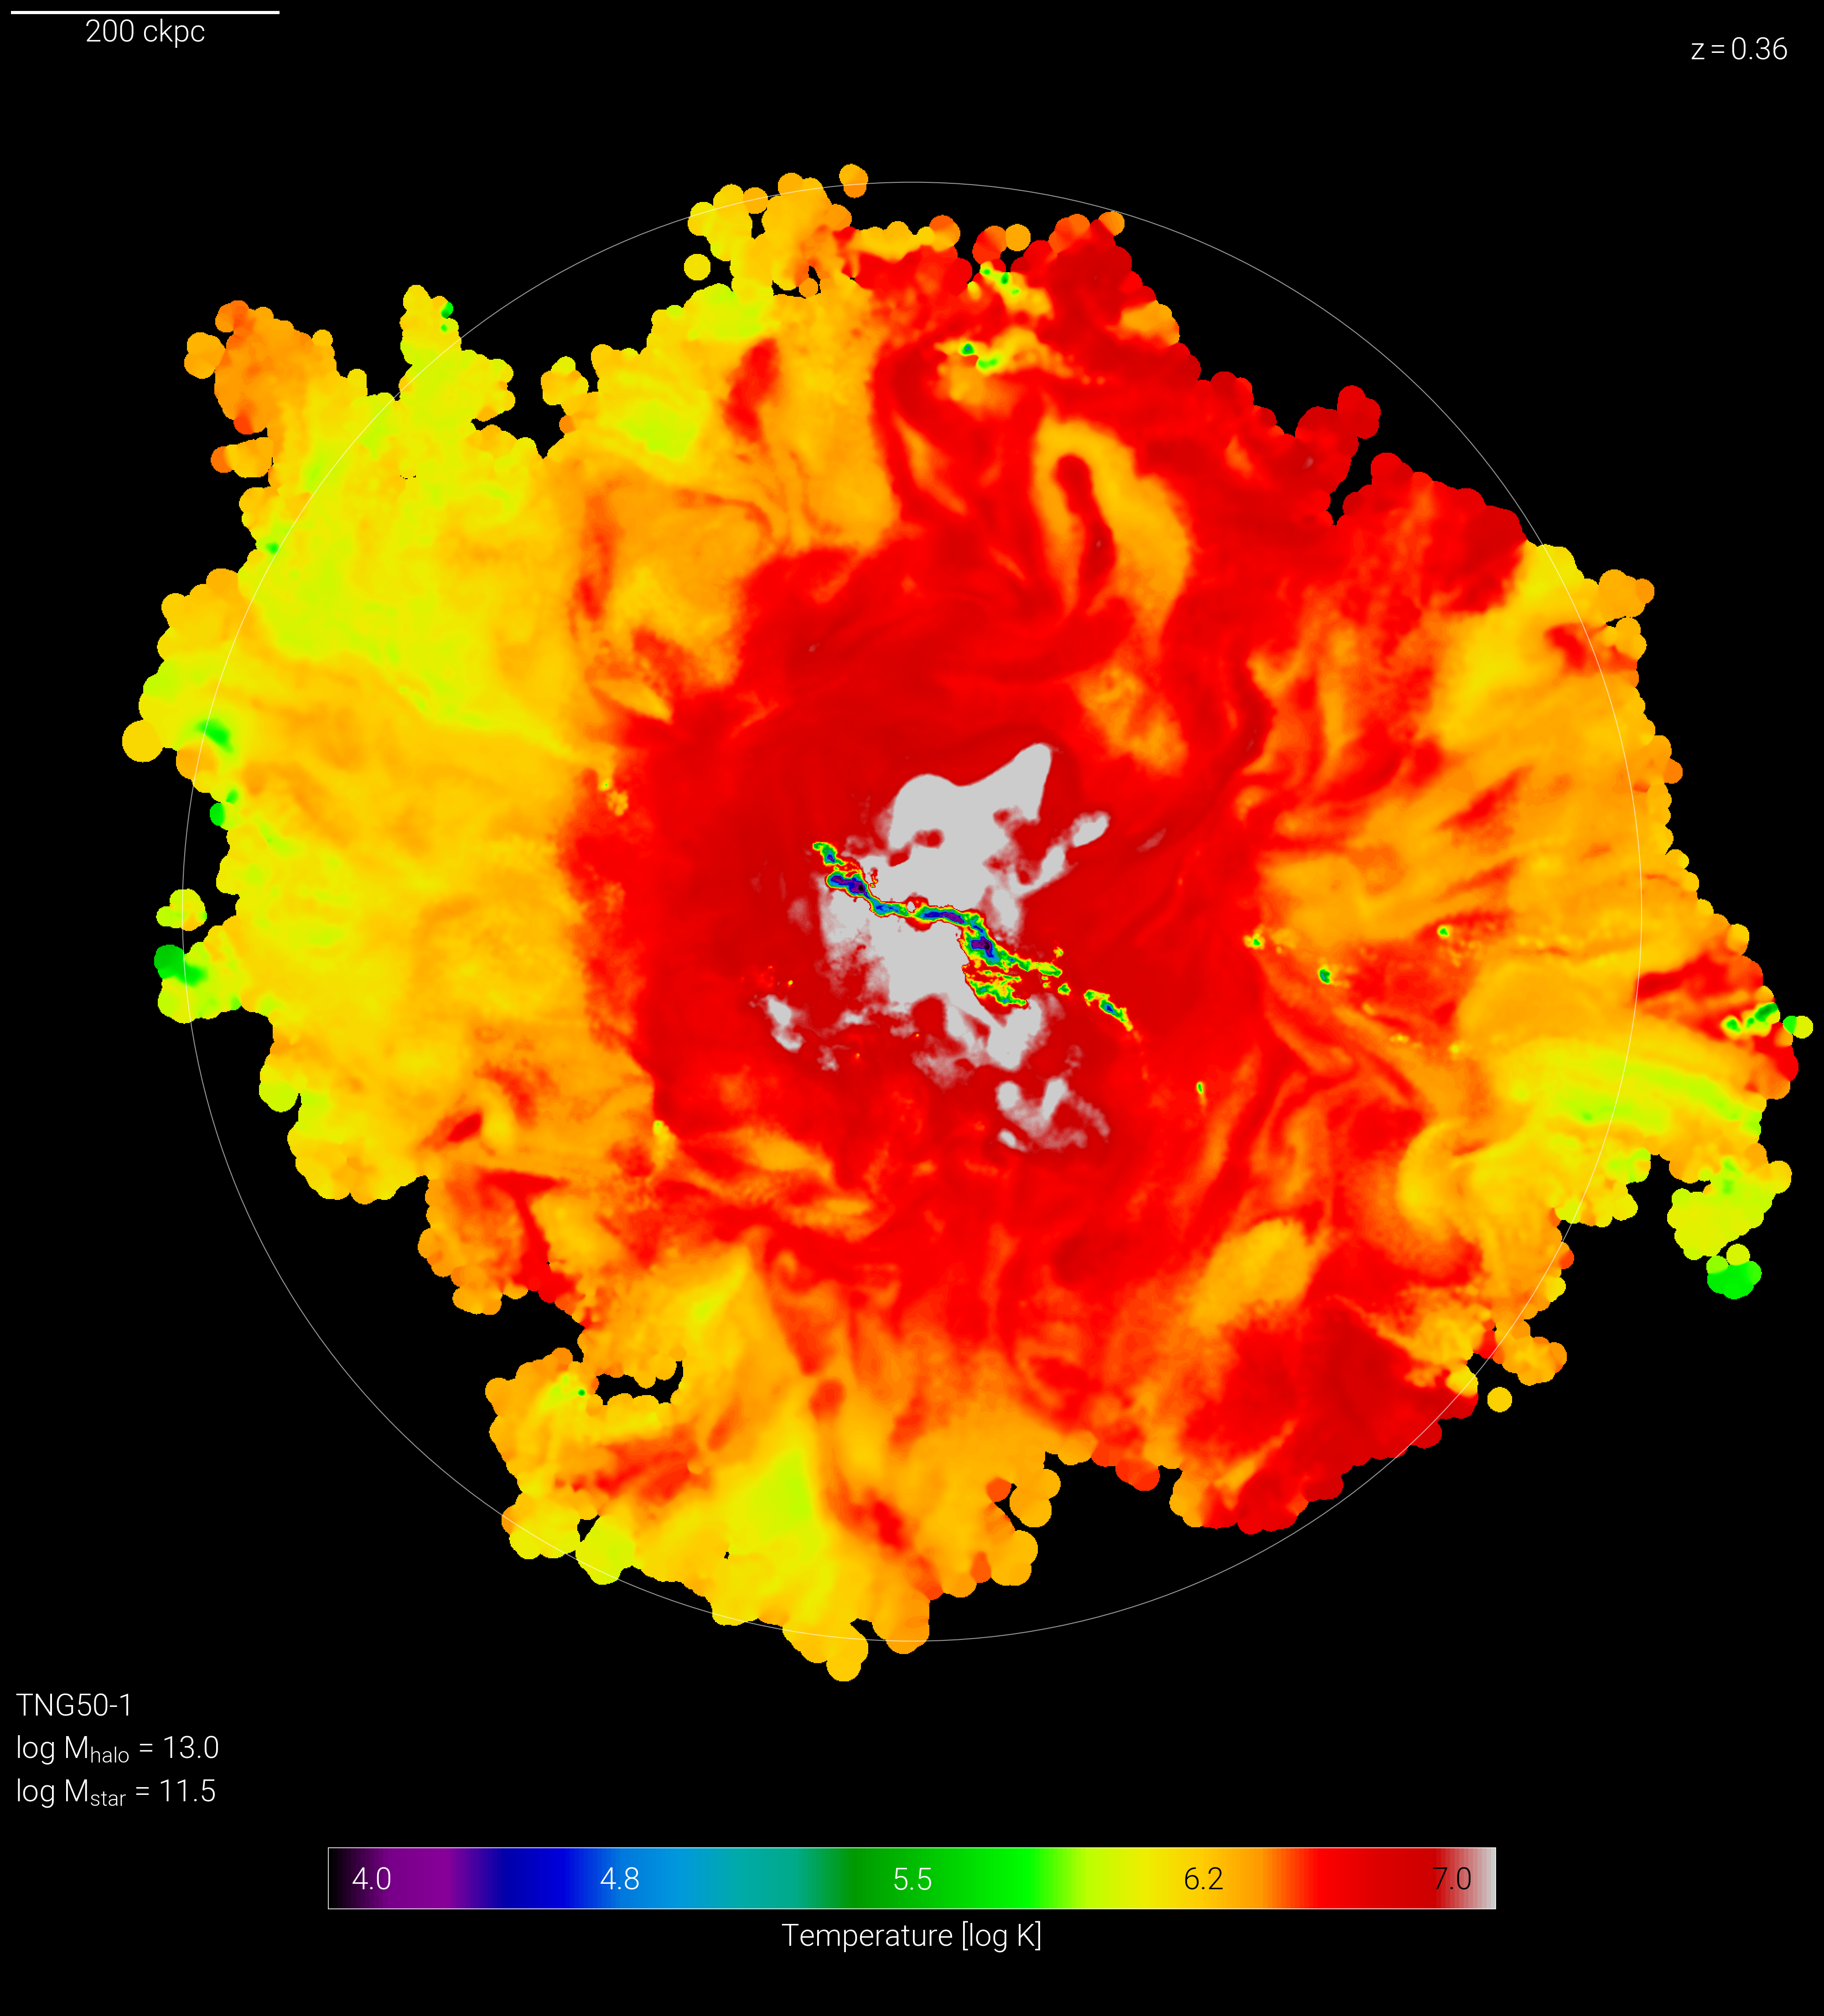 200 ckpc
z = 0.36
TNG50-1
log Mhalo = 13.0
log Mstar = 11.5
4.0 4.8 5.5 6.2 7.0
Temperature [log K]